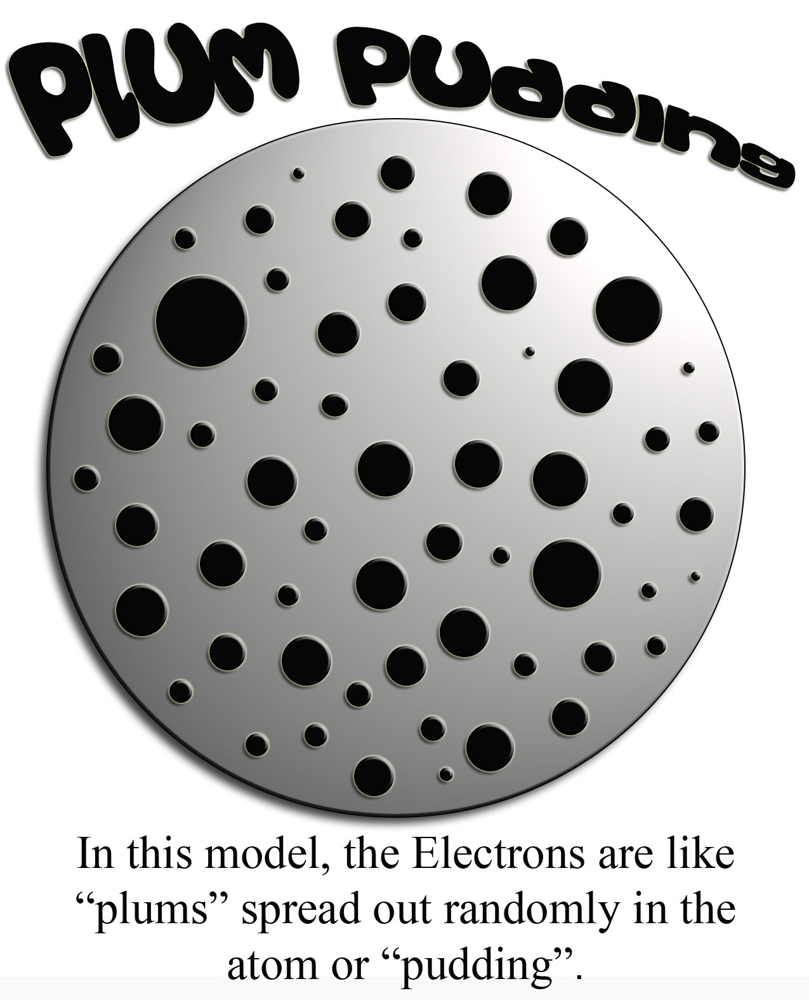 Plum Pudding
In this model, the Electrons are like
“plums” spread out randomly in the
atom or “pudding”.